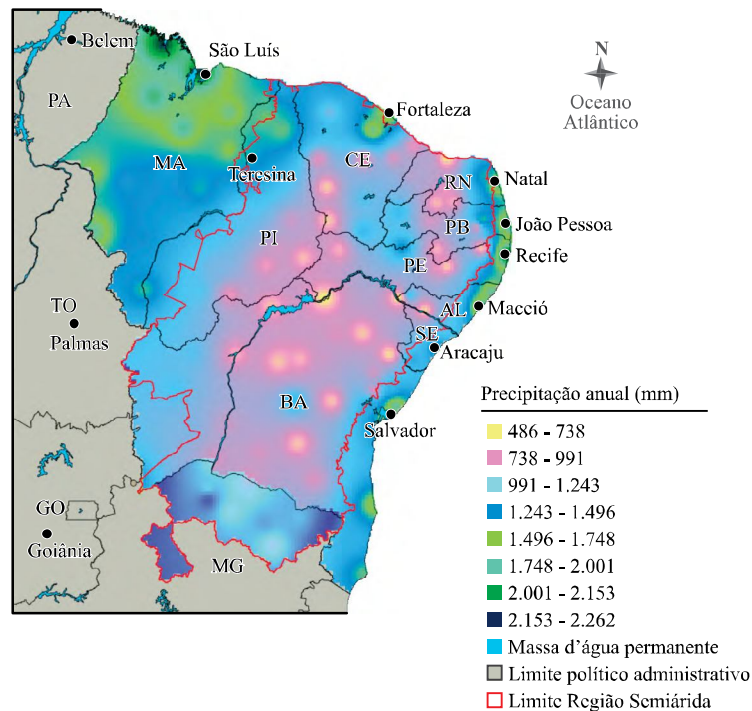 Belem
São Luís
N
Oceano
Atlântico
PA
Fortaleza
MA
CE
Teresina
RN
Natal
PB
João Pessoa
PI
Recife
PE
TO
AL
Macció
Palmas
SE
Aracaju
BA
Salvador
GO
Goiânia
MG
Precipitação anual (mm)
486 - 738
738 - 991
991 - 1.243
1.243 - 1.496
1.496 - 1.748
1.748 - 2.001
2.001 - 2.153
2.153 - 2.262
Massa d’água permanente
Limite político administrativo
Limite Região Semiárida